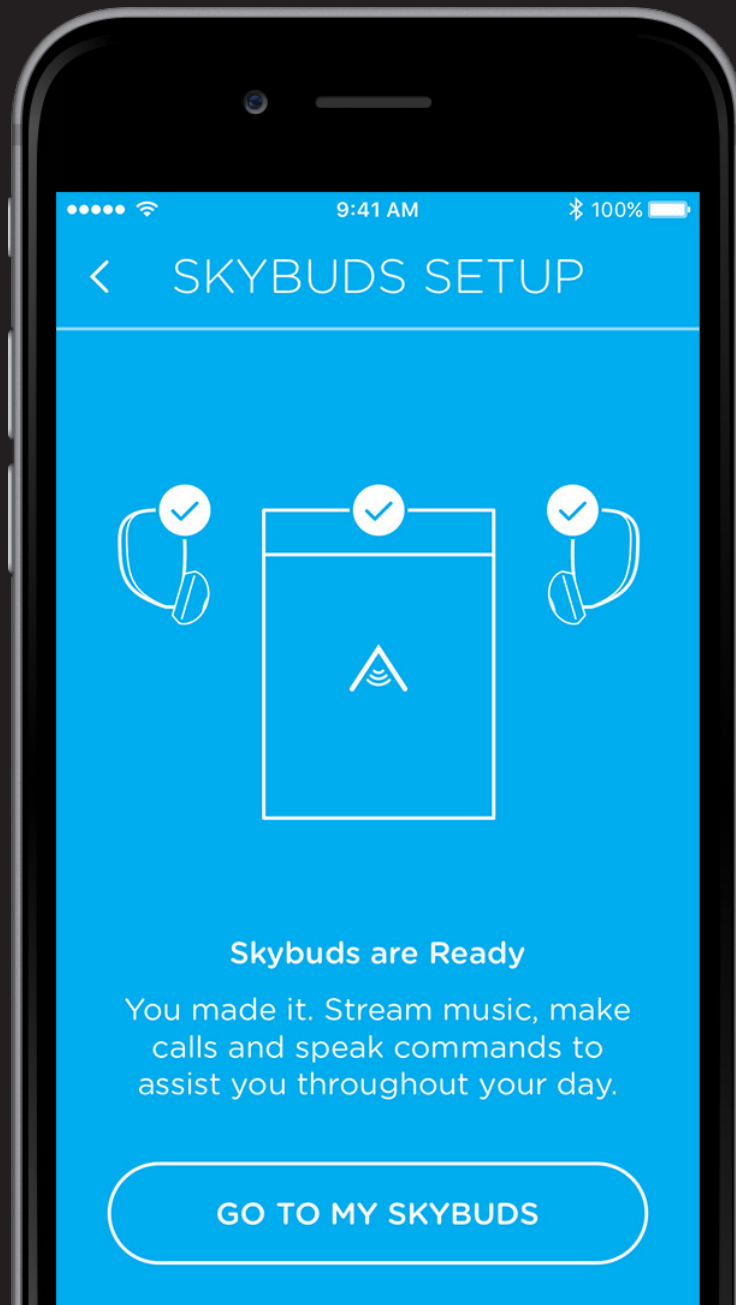 9:41 AM
100%
SKYBUDS SETUP
Skybuds are Ready
You made it. Stream music, make
calls and speak commands to
assist you throughout your day.
GO TO MY SKYBUDS